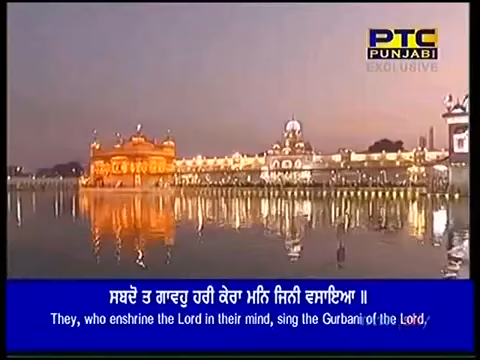 PTC
PUNJABI
EXCLUSIVE
ਸਬਦੋ ਤ ਗਾਵਹੁ ਹਰੀ ਕੇਰਾ ਮਨਿ ਜਿਨੀ ਵਸਾਇਆ ॥
They, who enshrine the Lord in their mind, sing the Gurbani of the Lord.